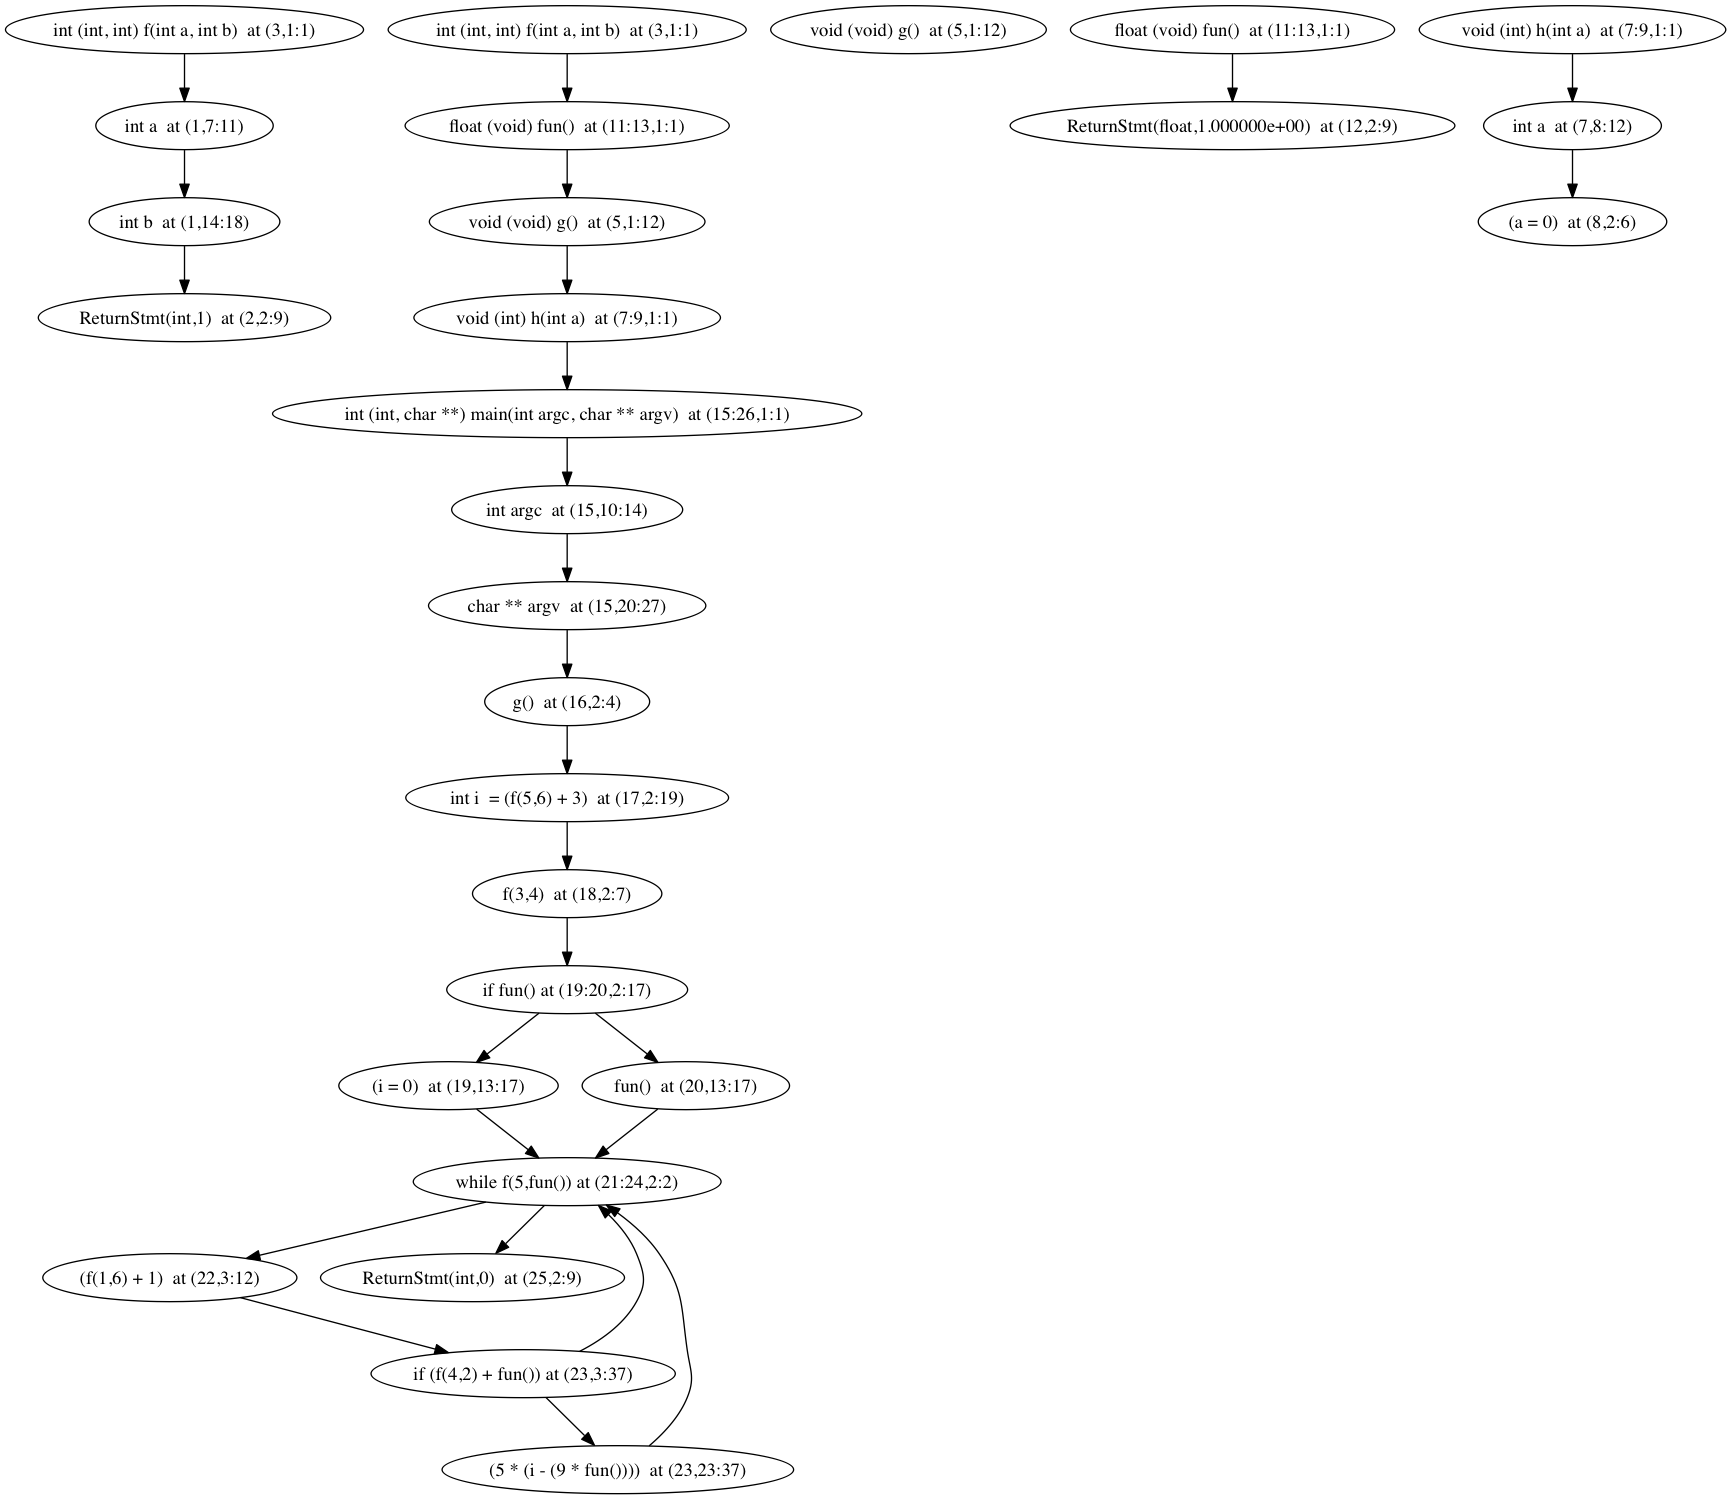 int (int, int) f(int a, int b)  at (3,1:1)
int (int, int) f(int a, int b)  at (3,1:1)
void (void) g()  at (5,1:12)
float (void) fun()  at (11:13,1:1)
void (int) h(int a)  at (7:9,1:1)
int a  at (1,7:11)
float (void) fun()  at (11:13,1:1)
ReturnStmt(float,1.000000e+00)  at (12,2:9)
int a  at (7,8:12)
int b  at (1,14:18)
void (void) g()  at (5,1:12)
(a = 0)  at (8,2:6)
ReturnStmt(int,1)  at (2,2:9)
void (int) h(int a)  at (7:9,1:1)
int (int, char **) main(int argc, char ** argv)  at (15:26,1:1)
int argc  at (15,10:14)
char ** argv  at (15,20:27)
g()  at (16,2:4)
int i  = (f(5,6) + 3)  at (17,2:19)
f(3,4)  at (18,2:7)
if fun() at (19:20,2:17)
(i = 0)  at (19,13:17)
fun()  at (20,13:17)
while f(5,fun()) at (21:24,2:2)
(f(1,6) + 1)  at (22,3:12)
ReturnStmt(int,0)  at (25,2:9)
if (f(4,2) + fun()) at (23,3:37)
(5 * (i - (9 * fun())))  at (23,23:37)